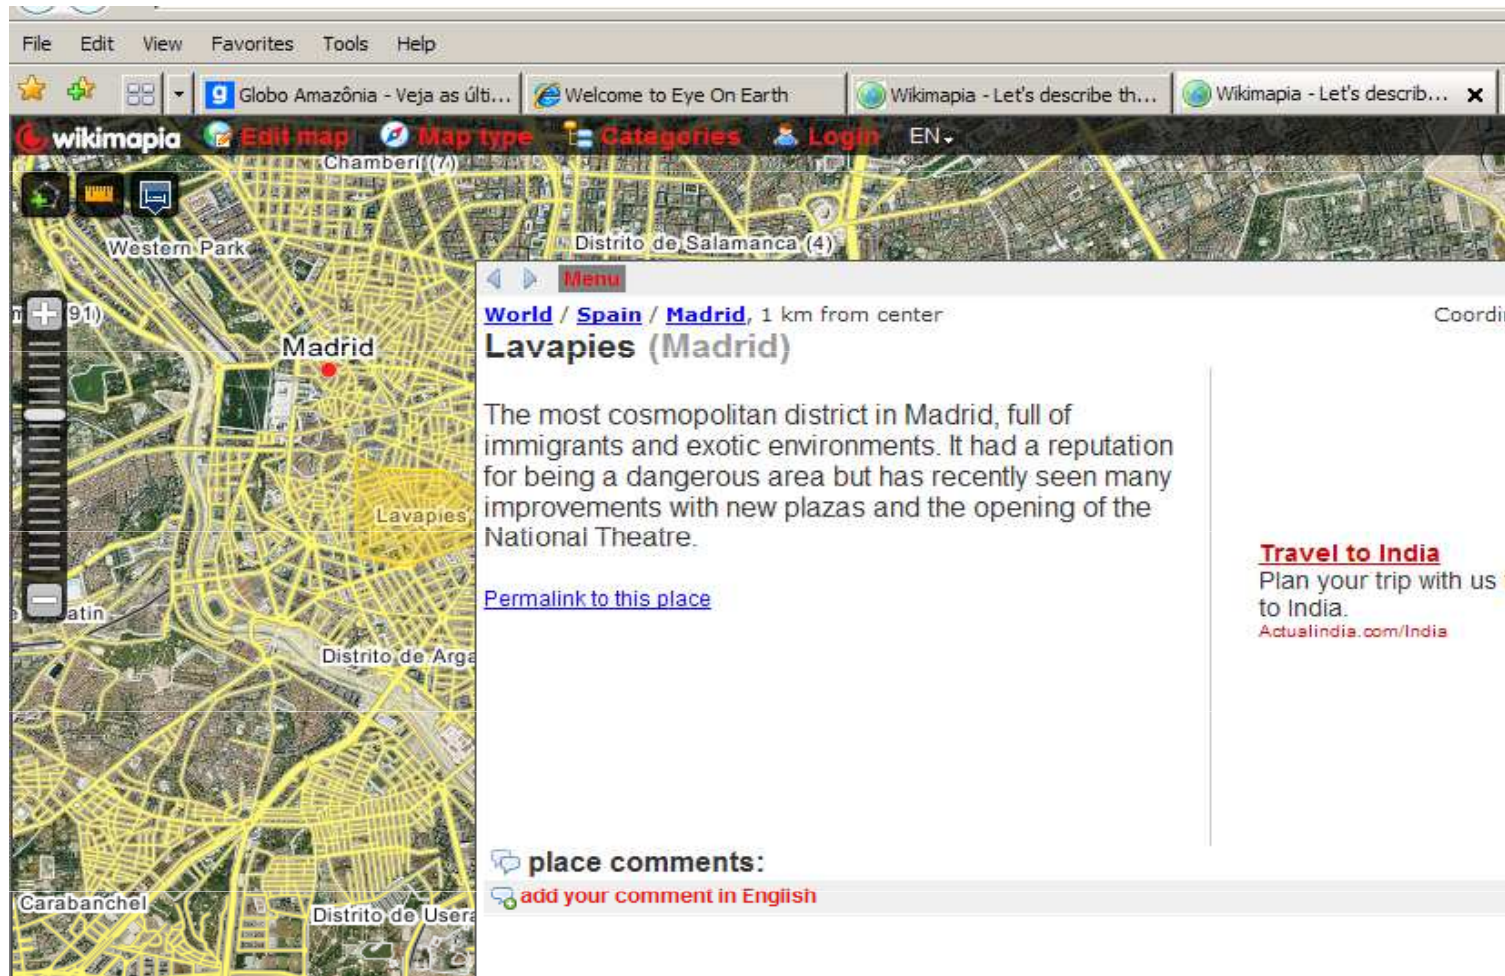 File Edit View Favorites Tools Help
Globo Amazônia - Veja as últi... Welcome to Eye On Earth Wikimapia - Let's describe th... Wikimapia - Let's describ...
wikimapia Edit map Map type Categories Login EN
Chamberí (7)
Western Park
Distrito de Salamanca (4)
Menu
91)
World / Spain / Madrid, 1 km from center
Madrid
Lavapies (Madrid)
The most cosmopolitan district in Madrid, full of
immigrants and exotic environments. It had a reputation
for being a dangerous area but has recently seen many
improvements with new plazas and the opening of the
National Theatre.
Lavapies
Travel to India
Plan your trip with us
to India.
Actualindia.com/India
Permalink to this place
atin
Distrito de Arga
place comments:
add your comment in English
Carabanchel
Distrito de Usera